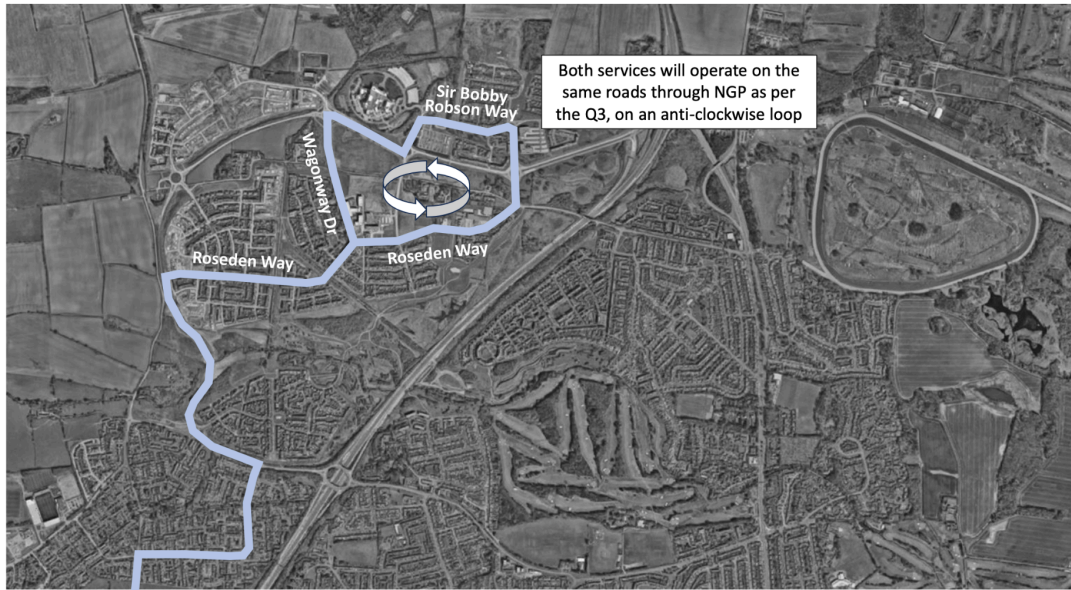 Both services will operate on the
same roads through NGP as per
the Q3, on an anti-clockwise loop
Sir Bobby
Robson Way
Wagonway Dr
Roseden Way
Roseden Way